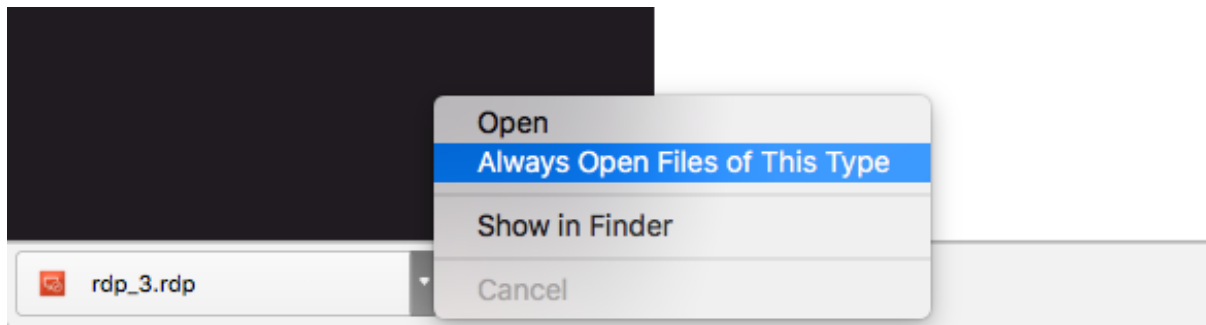 Open
Always Open Files of This Type
Show in Finder
Cancel
rdp_3.rdp